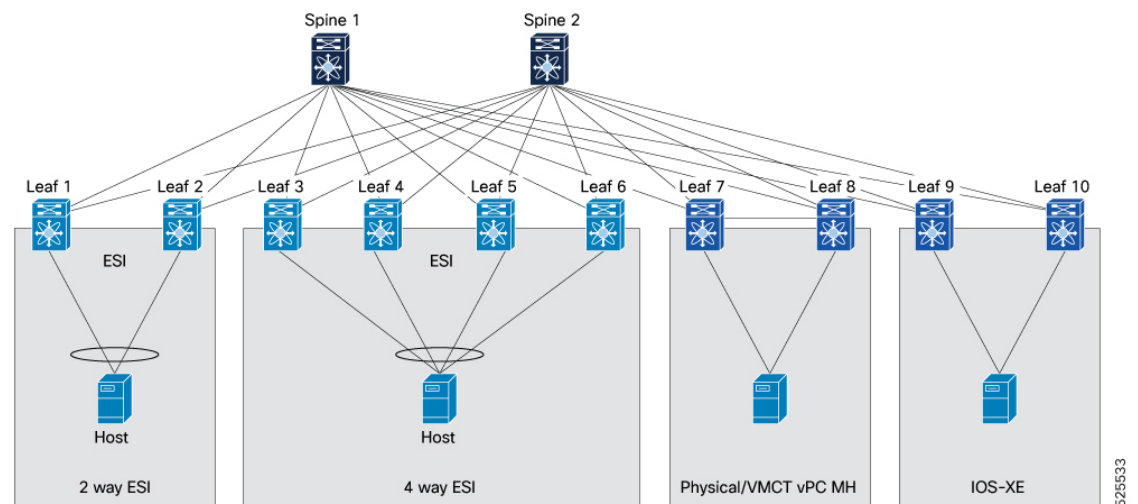 Spine 1
Spine 2
Leaf 1
Leaf 2
Leaf 3
Leaf 4
Leaf 5
Leaf 6
Leaf 7
Leaf 8
Leaf 9
Leaf 10
ESI
ESI
Host
Host
2 way ESI
4 way ESI
Physical/VMCT vPC MH
IOS-XE
525533